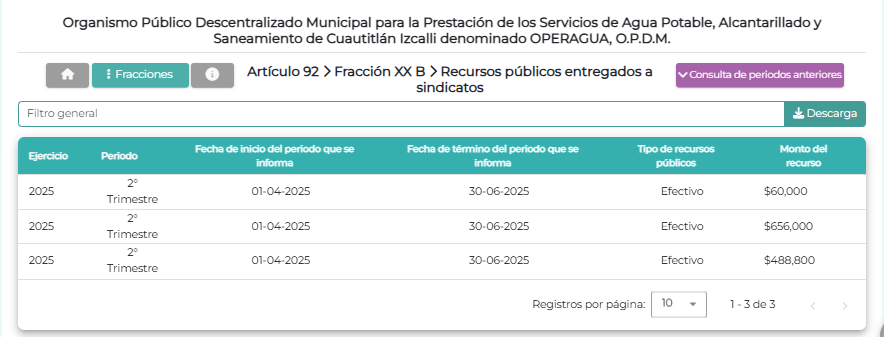 Organismo Público Descentralizado Municipal para la Prestación de los Servicios de Agua Potable, Alcantarillado y
Saneamiento de Cuautitlán Izcalli denominado OPERAGUA, O.P.D.M.
Fracciones
Artículo 92 > Fracción XX B > Recursos públicos entregados a
sindicatos
Consulta de periodos anteriores
Filtro general
Descarga
Ejercicio Periodo Fecha de inicio del periodo que se informa Fecha de término del periodo que se informa Tipo de recursos públicos Monto del recurso
2025 2° Trimestre 01-04-2025 30-06-2025 Efectivo $60,000
2025 2° Trimestre 01-04-2025 30-06-2025 Efectivo $656,000
2025 2° Trimestre 01-04-2025 30-06-2025 Efectivo $488,800
Registros por página: 10 1 - 3 de 3